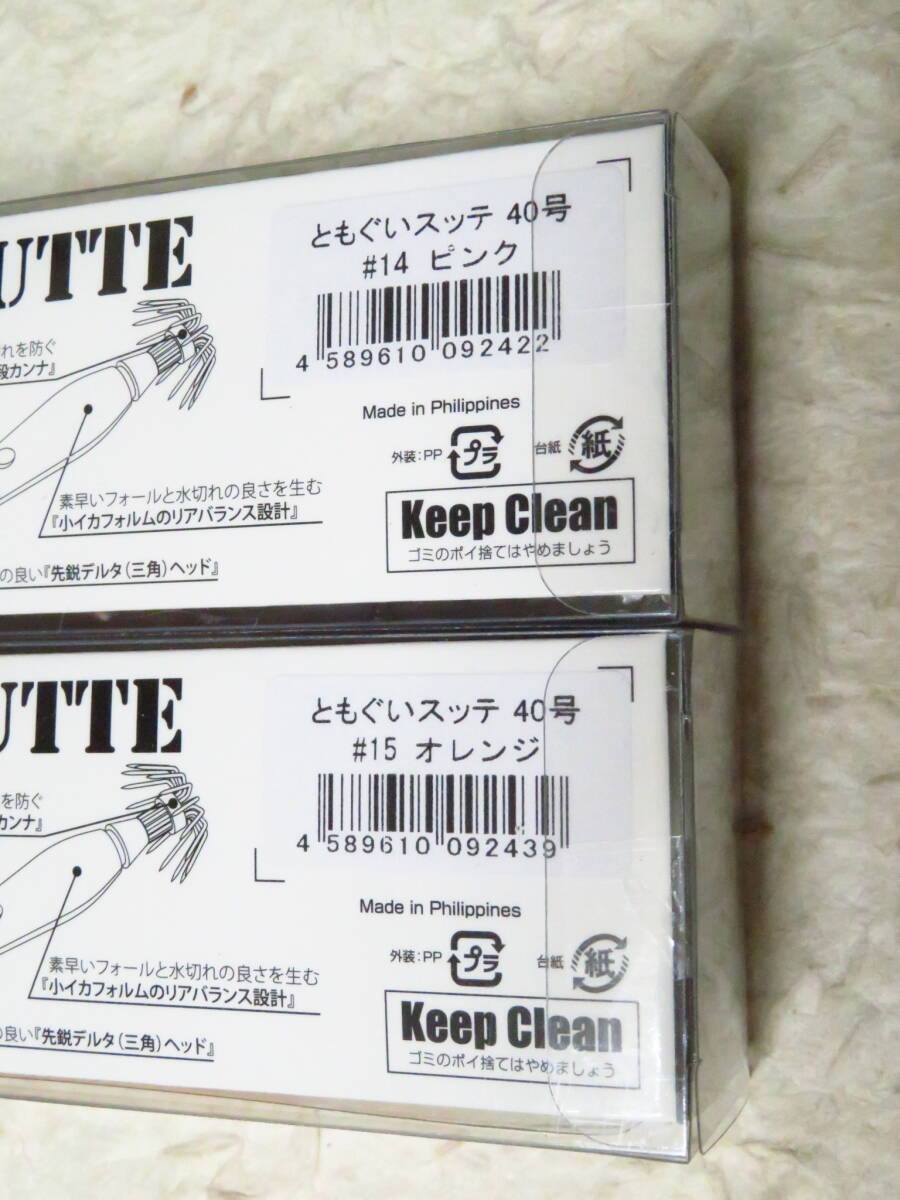 UTTE
ともぐいスッテ 40号
#14 ピンク
4 589610 092422
れを防ぐ
段カンナ』
Made in Philippines
外装:PP プラ 台紙 紙
素早いフォールと水切れの良さを生む
『小イカフォルムのリアバランス設計』
Keep Clean
ゴミのポイ捨てはやめましょう
の良い『先鋭デルタ(三角)ヘッド』
UTTE
ともぐいスッテ 40号
#15 オレンジ
4 589610 092439
を防ぐ
カンナ』
Made in Philippines
外装:PP プラ 台紙 紙
素早いフォールと水切れの良さを生む
『小イカフォルムのリアバランス設計』
Keep Clean
ゴミのポイ捨てはやめましょう
の良い『先鋭デルタ(三角)ヘッド』